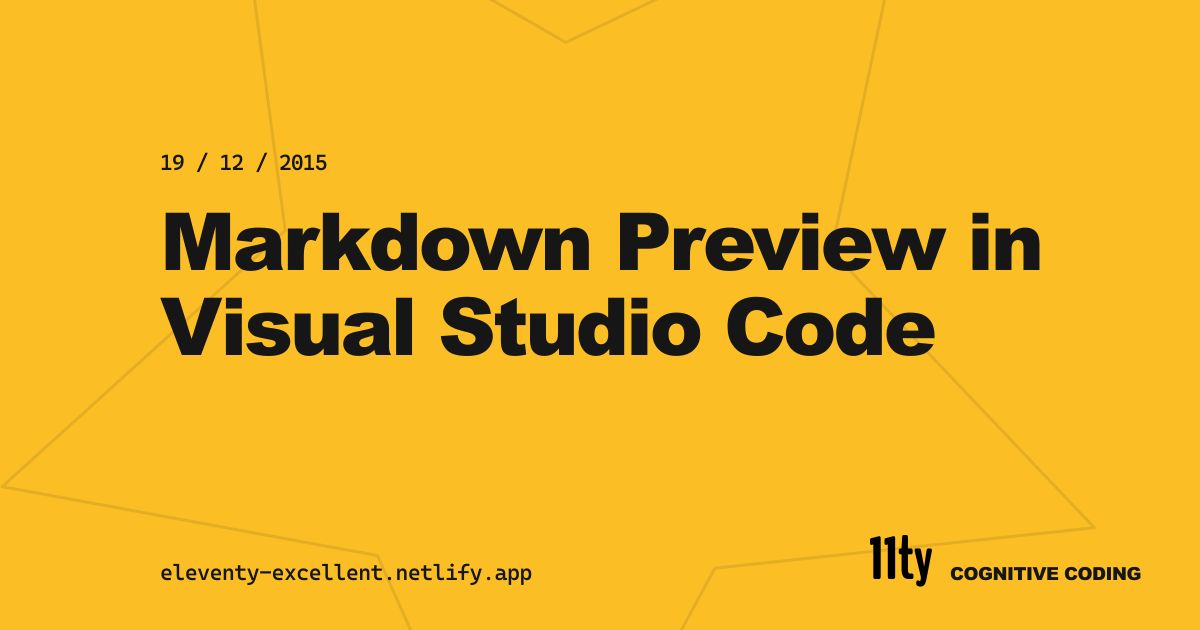 19 / 12 / 2015
Markdown Preview in
Visual Studio Code
eleventy-excellent.netlify.app
11ty COGNITIVE CODING